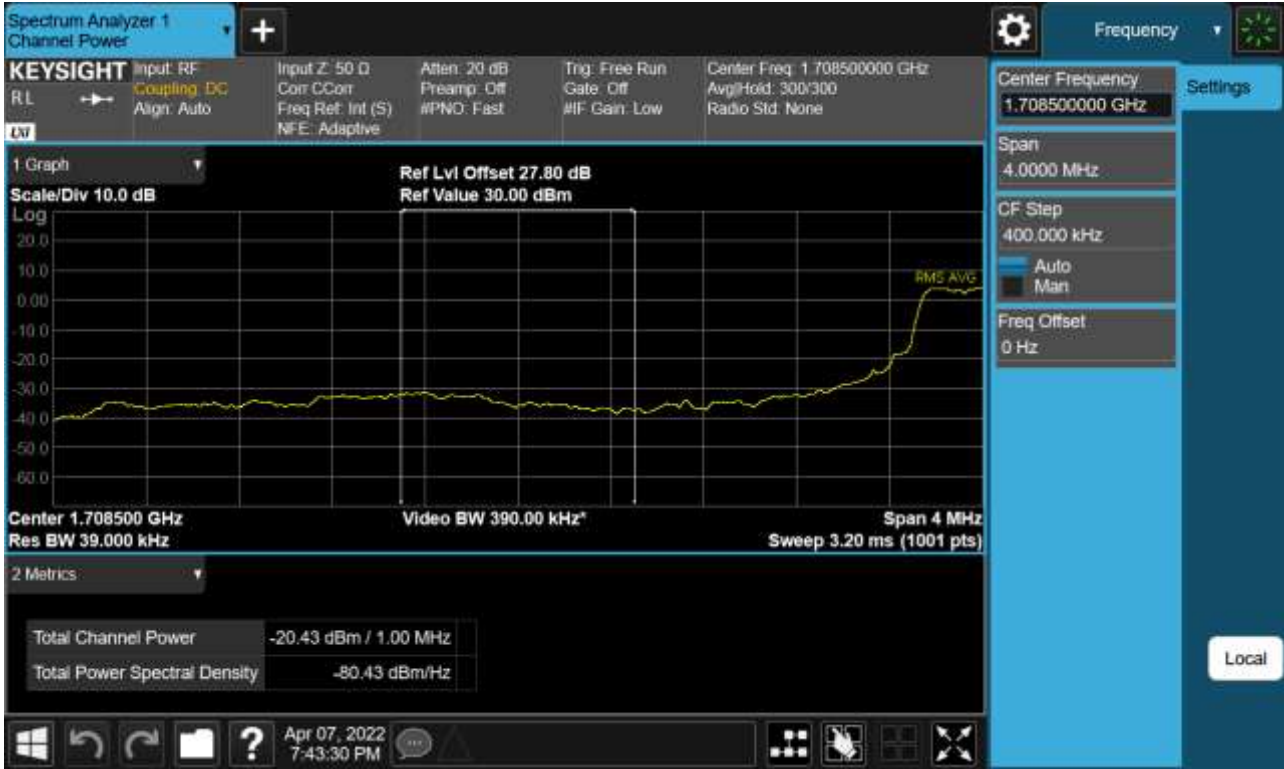 Spectrum Analyzer 1
Channel Power
Frequency
KEYSIGHT
RL
LXI
Input: RF
Coupling: DC
Align: Auto
Input Z: 50 Ω
Corr CCorr
Freq Ref: Int (S)
NFE: Adaptive
Atten: 20 dB
Preamp: Off
#PNO: Fast
Trig: Free Run
Gate: Off
#IF Gain: Low
Center Freq: 1.708500000 GHz
Avg|Hold: 300/300
Radio Std: None
1 Graph
Scale/Div 10.0 dB
Ref Lvl Offset 27.80 dB
Ref Value 30.00 dBm
Log
20.0
10.0
0.00
-10.0
-20.0
-30.0
-40.0
-50.0
-60.0
RMS AVG
Center 1.708500 GHz
Res BW 39.000 kHz
Video BW 390.00 kHz*
Span 4 MHz
Sweep 3.20 ms (1001 pts)
2 Metrics
Total Channel Power -20.43 dBm / 1.00 MHz
Total Power Spectral Density -80.43 dBm/Hz
Center Frequency
1.708500000 GHz
Span
4.0000 MHz
CF Step
400.000 kHz
Auto
Man
Freq Offset
0 Hz
Settings
Local
Apr 07, 2022
7:43:30 PM